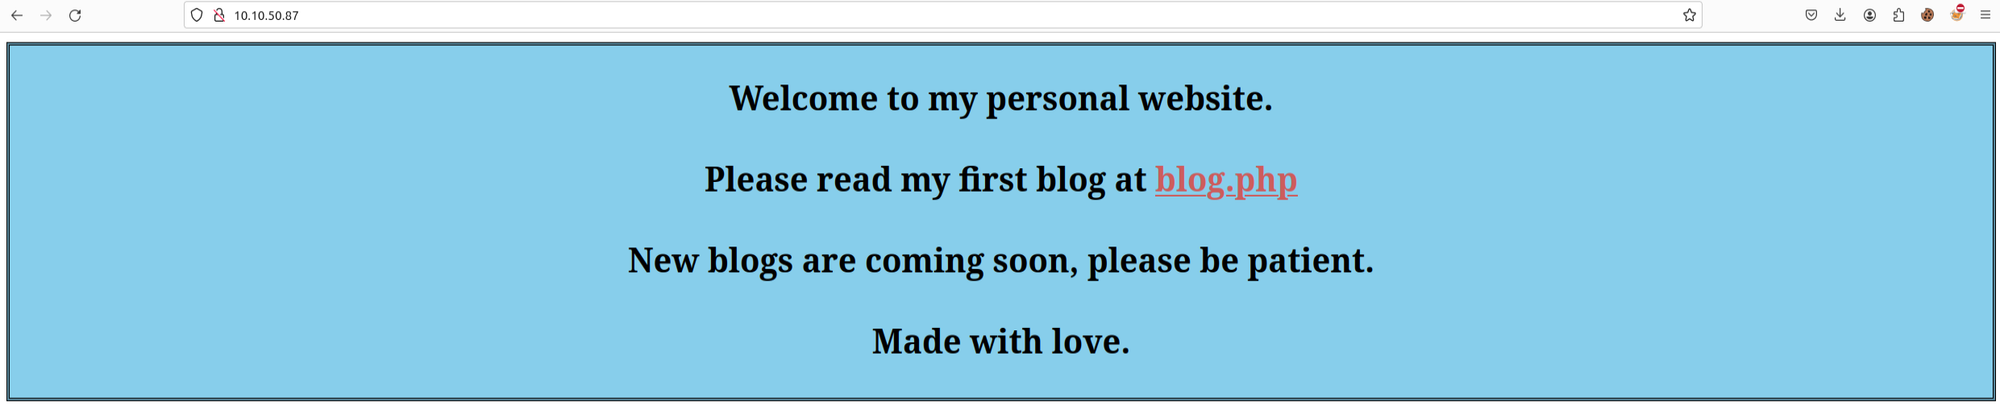 10.10.50.87
Welcome to my personal website.
Please read my first blog at blog.php
New blogs are coming soon, please be patient.
Made with love.